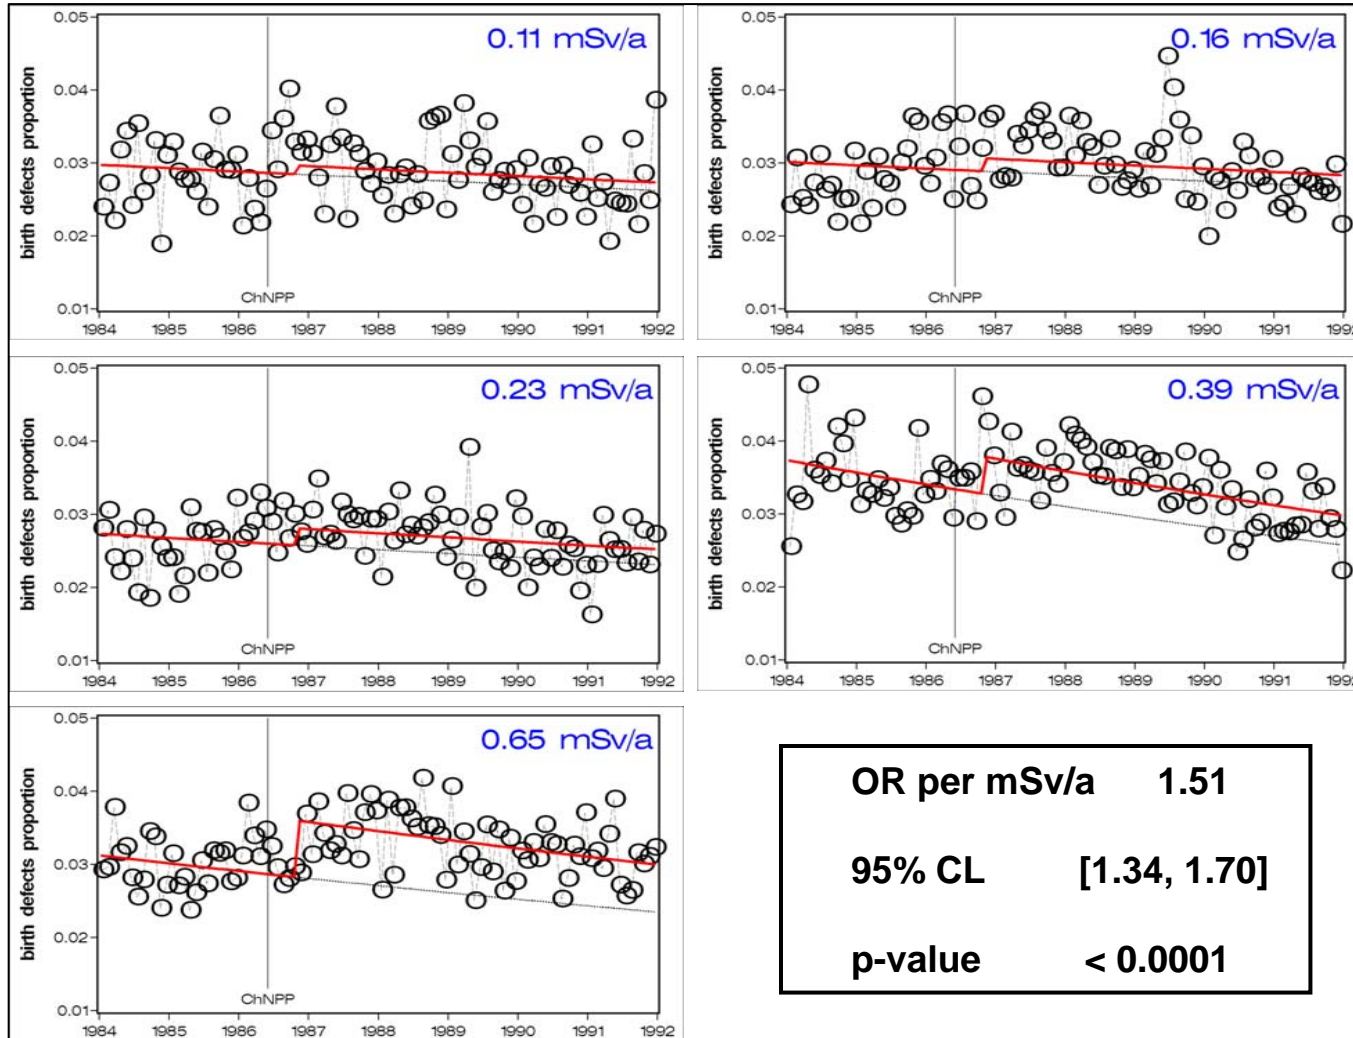 0.05
0.11 mSv/a
0.04
0.03
0.02
0.01
birth defects proportion
ChNPP
1984 1985 1986 1987 1988 1989 1990 1991 1992
0.05
0.16 mSv/a
0.04
0.03
0.02
0.01
birth defects proportion
ChNPP
1984 1985 1986 1987 1988 1989 1990 1991 1992
0.05
0.23 mSv/a
0.04
0.03
0.02
0.01
birth defects proportion
ChNPP
1984 1985 1986 1987 1988 1989 1990 1991 1992
0.05
0.39 mSv/a
0.04
0.03
0.02
0.01
birth defects proportion
ChNPP
1984 1985 1986 1987 1988 1989 1990 1991 1992
0.05
0.65 mSv/a
0.04
0.03
0.02
0.01
birth defects proportion
ChNPP
1984 1985 1986 1987 1988 1989 1990 1991 1992
OR per mSv/a 1.51
95% CL [1.34, 1.70]
p-value < 0.0001